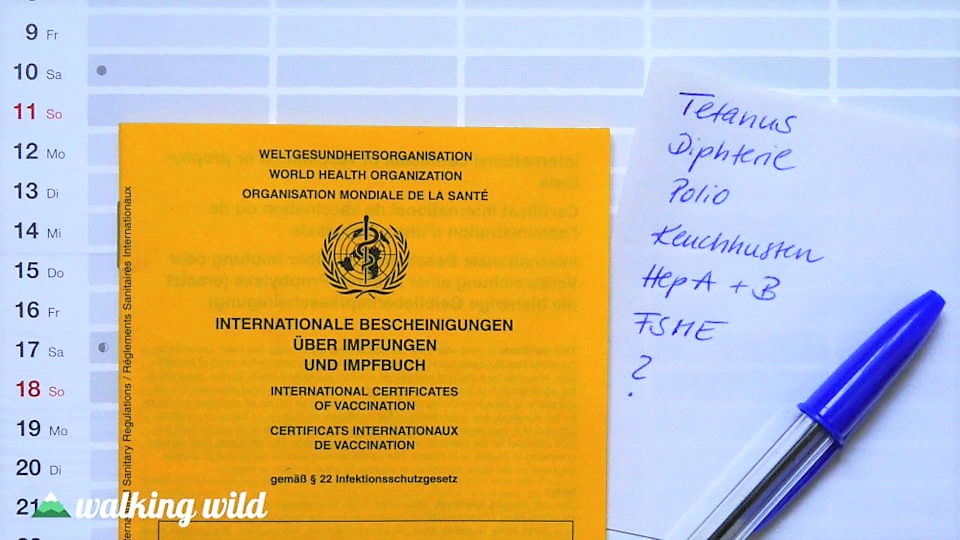 9 Fr
10 Sa
11 So
12 Mo
13 Di
14 Mi
15 Do
16 Fr
17 Sa
18 So
19 Mo
20 Di
21
WELTGESUNDHEITSORGANISATION
WORLD HEALTH ORGANIZATION
ORGANISATION MONDIALE DE LA SANTÉ
INTERNATIONALE BESCHEINIGUNGEN
ÜBER IMPFUNGEN
UND IMPFBUCH
INTERNATIONAL CERTIFICATES
OF VACCINATION
CERTIFICATS INTERNATIONAUX
DE VACCINATION
gemäß § 22 Infektionsschutzgesetz
Sanitary Regulations / Règlements Sanitaires Internationaux
Tetanus
Diphterie
Polio
Keuchhusten
Hep A + B
FSME
?
walking wild